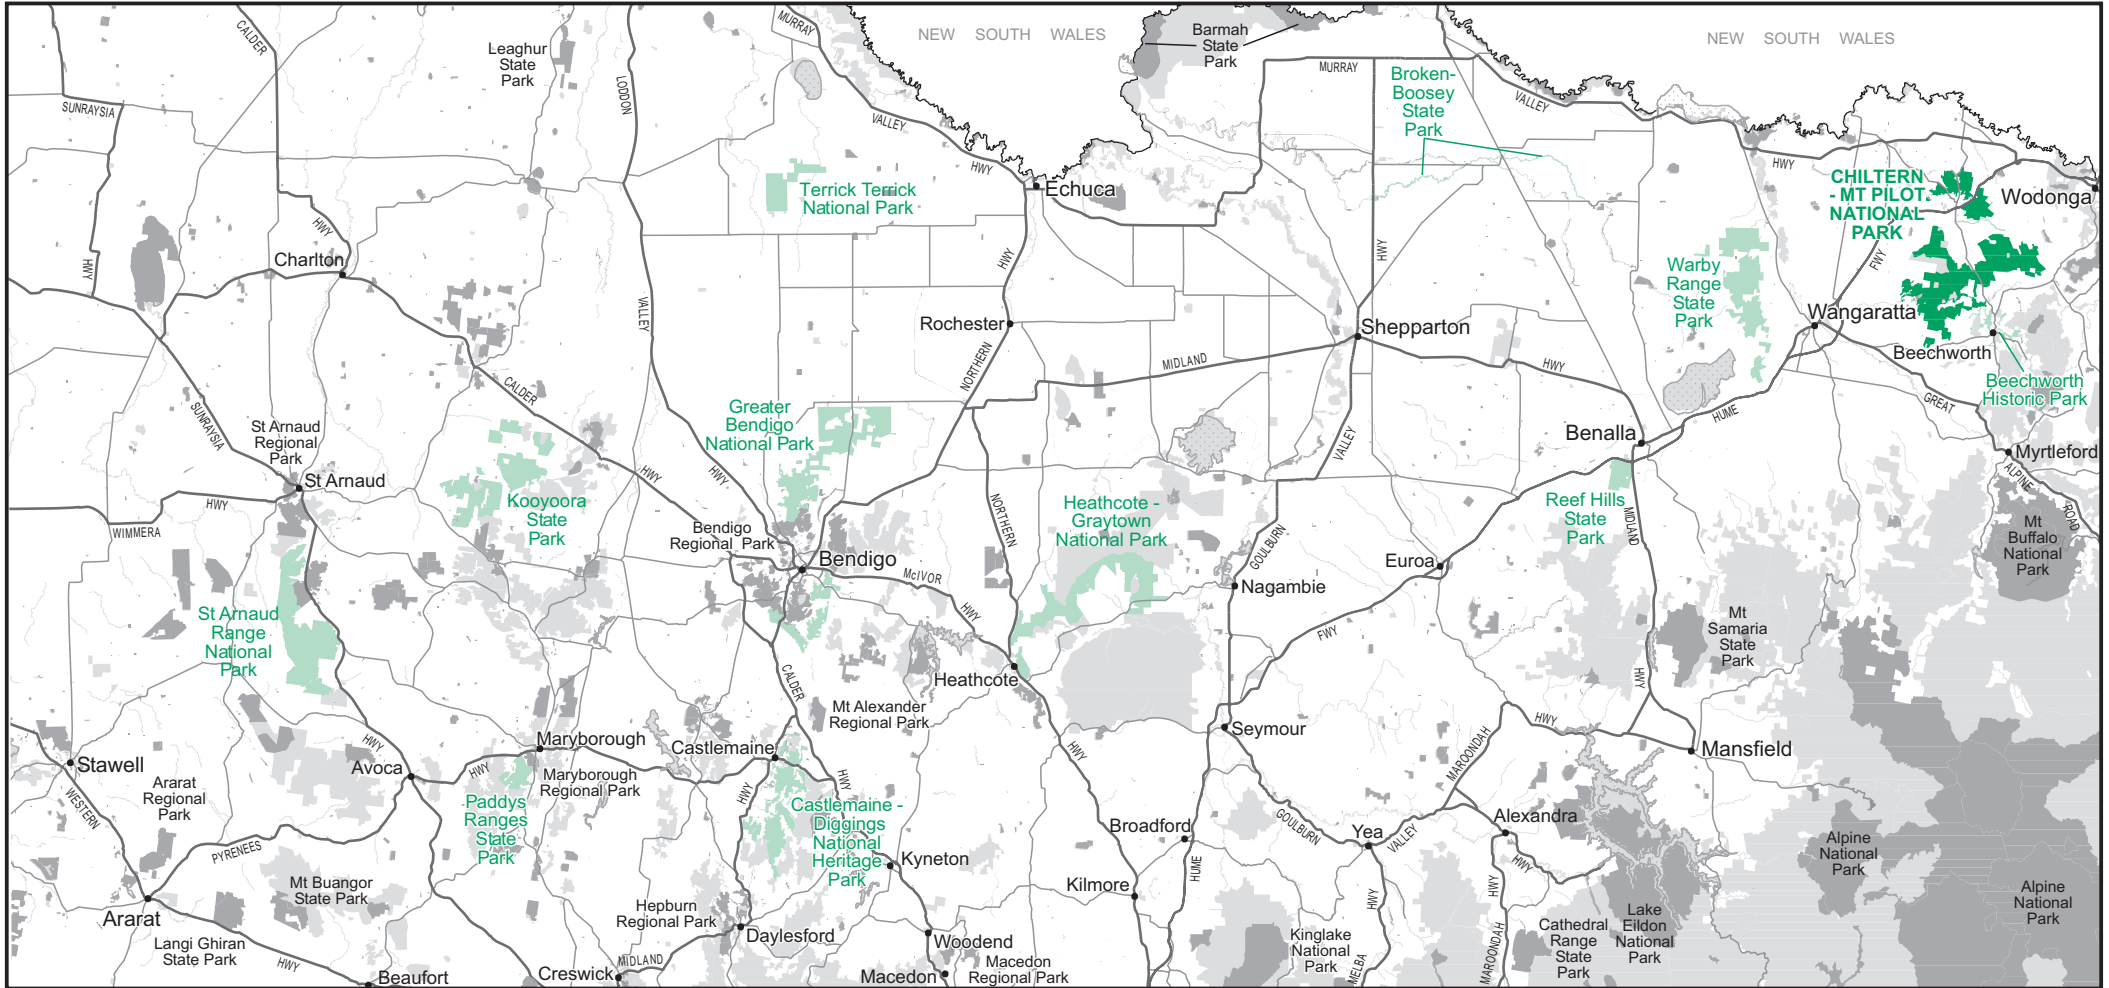 NEW SOUTH WALES
NEW SOUTH WALES
CALDER
Leaghur
State
Park
LODDON
MURRAY
Barmah
State
Park
MURRAY
Broken-
Boosey
State
Park
VALLEY
SUNRAYSIA
VALLEY
HWY
HWY
Terrick Terrick
National Park
Echuca
CHILTERN
- MT PILOT
NATIONAL
PARK
Wodonga
HWY
Charlton
HWY
VALLEY
HWY
HWY
FWY
Warby
Range
State
Park
Rochester
Shepparton
Wangaratta
Beechworth
NORTHERN
MIDLAND
HWY
Beechworth
Historic Park
CALDER
SUNRAYSIA
GREAT
HUME
Greater
Bendigo
National Park
St Arnaud
Regional
Park
St Arnaud
VALLEY
Benalla
Myrtleford
ALPINE
ROAD
HWY
HWY
HWY
WIMMERA
Kooyoora
State
Park
Bendigo
Regional Park
Bendigo
NORTHERN
Heathcote -
Graytown
National Park
GOULBURN
Reef Hills
State
Park
MIDLAND
Mt
Buffalo
National
Park
Euroa
McIVOR
HWY
Nagambie
St Arnaud
Range
National
Park
FWY
Mt
Samaria
State
Park
HWY
Heathcote
CALDER
Mt Alexander
Regional Park
Seymour
HWY
Mansfield
MAROONDAH
HWY
HWY
Maryborough
Castlemaine
Stawell
Avoca
HWY
Maryborough
Regional Park
Ararat
Regional
Park
WESTERN
HWY
HWY
Paddys
Ranges
State
Park
Castlemaine -
Diggings
National
Heritage
Park
Broadford
GOULBURN
Yea
VALLEY
Alexandra
HWY
Alpine
National
Park
PYRENEES
Kyneton
HUME
Kilmore
HWY
HWY
Mt Buangor
State Park
Alpine
National
Park
Ararat
Hepburn
Regional Park
Daylesford
Woodend
Macedon
Regional Park
Macedon
Kinglake
National
Park
MELBA
MAROONDAH
Cathedral
Range
State
Park
Lake
Eildon
National
Park
Langi Ghiran
State Park
HWY
Beaufort
Creswick
MIDLAND